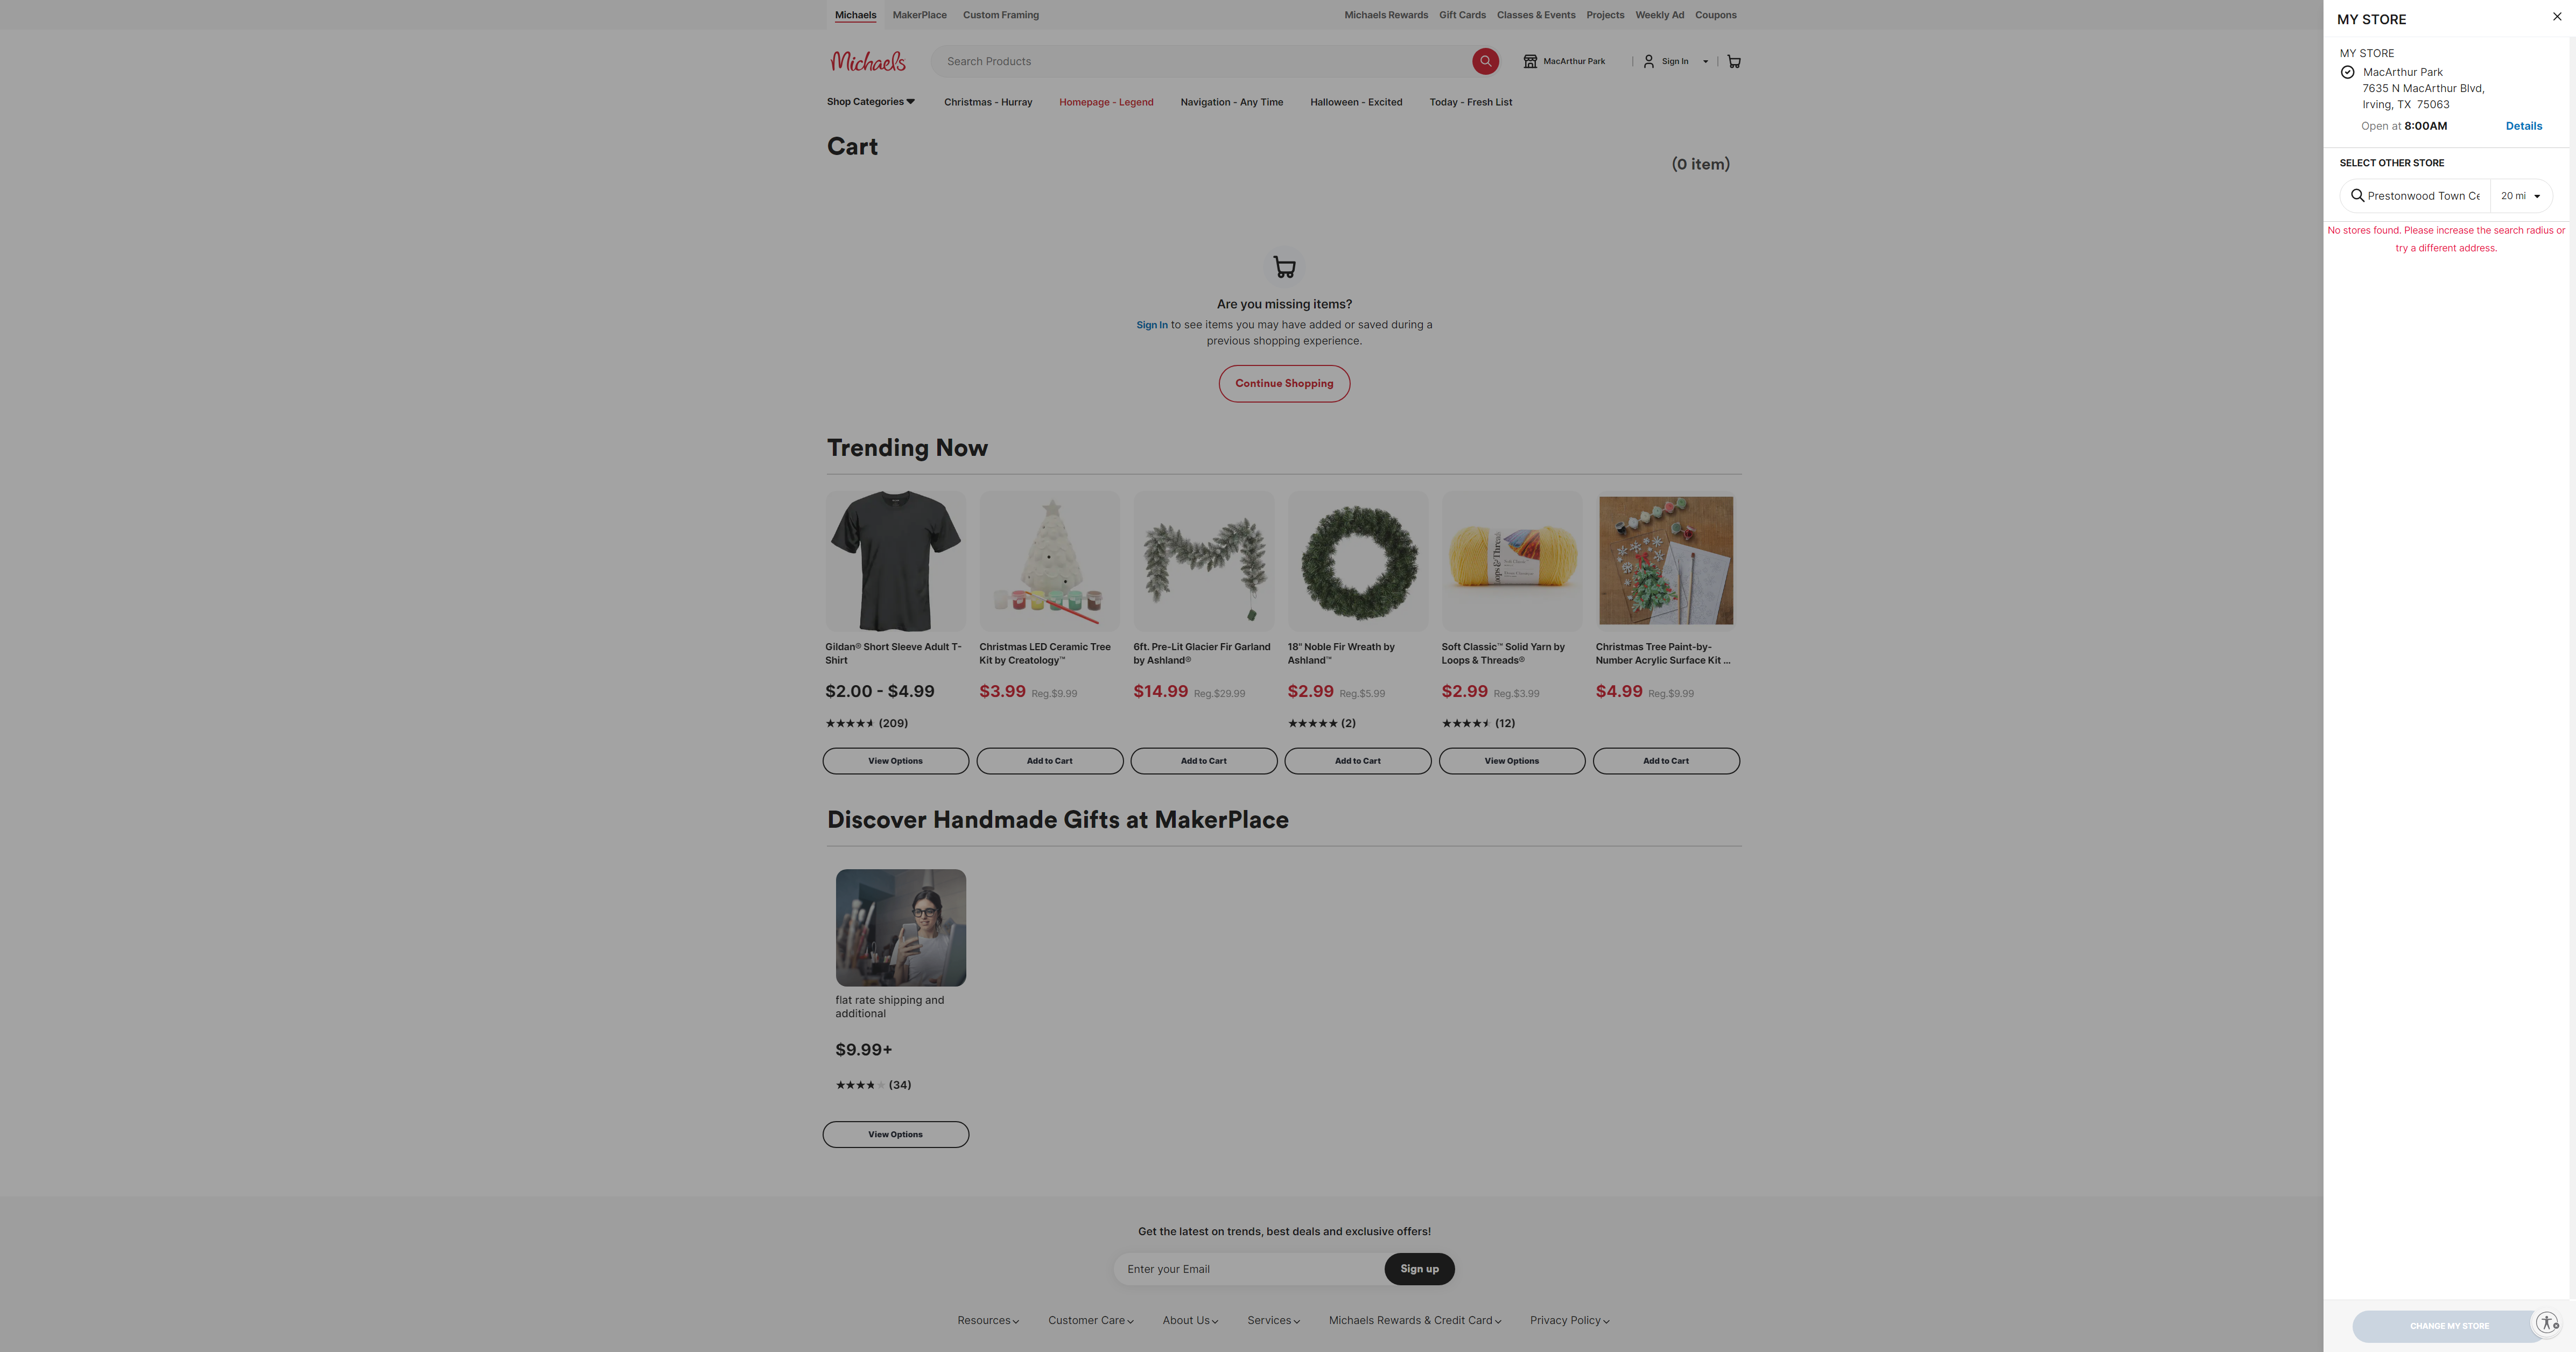 Michaels
MakerPlace
Custom Framing
Michaels Rewards
Gift Cards
Classes & Events
Projects
Weekly Ad
Coupons
Michaels
Search Products
MacArthur Park
Sign In
Shop Categories
Christmas - Hurray
Homepage - Legend
Navigation - Any Time
Halloween - Excited
Today - Fresh List
Cart
(0 item)
Are you missing items?
Sign In to see items you may have added or saved during a
previous shopping experience.
Continue Shopping
Trending Now
Gildan® Short Sleeve Adult T-
Shirt
$2.00 - $4.99
(209)
View Options
Christmas LED Ceramic Tree
Kit by Creatology™
$3.99 Reg.$9.99
Add to Cart
6ft. Pre-Lit Glacier Fir Garland
by Ashland®
$14.99 Reg.$29.99
Add to Cart
18" Noble Fir Wreath by
Ashland™
$2.99 Reg.$5.99
(2)
Add to Cart
Soft Classic™ Solid Yarn by
Loops & Threads®
$2.99 Reg.$3.99
(12)
View Options
Christmas Tree Paint-by-
Number Acrylic Surface Kit ...
$4.99 Reg.$9.99
Add to Cart
Discover Handmade Gifts at MakerPlace
flat rate shipping and
additional
$9.99+
(34)
View Options
Get the latest on trends, best deals and exclusive offers!
Enter your Email
Sign up
Resources
Customer Care
About Us
Services
Michaels Rewards & Credit Card
Privacy Policy
MY STORE
MY STORE
MacArthur Park
7635 N MacArthur Blvd,
Irving, TX 75063
Open at 8:00AM
Details
SELECT OTHER STORE
Prestonwood Town Ce
20 mi
No stores found. Please increase the search radius or
try a different address.
CHANGE MY STORE